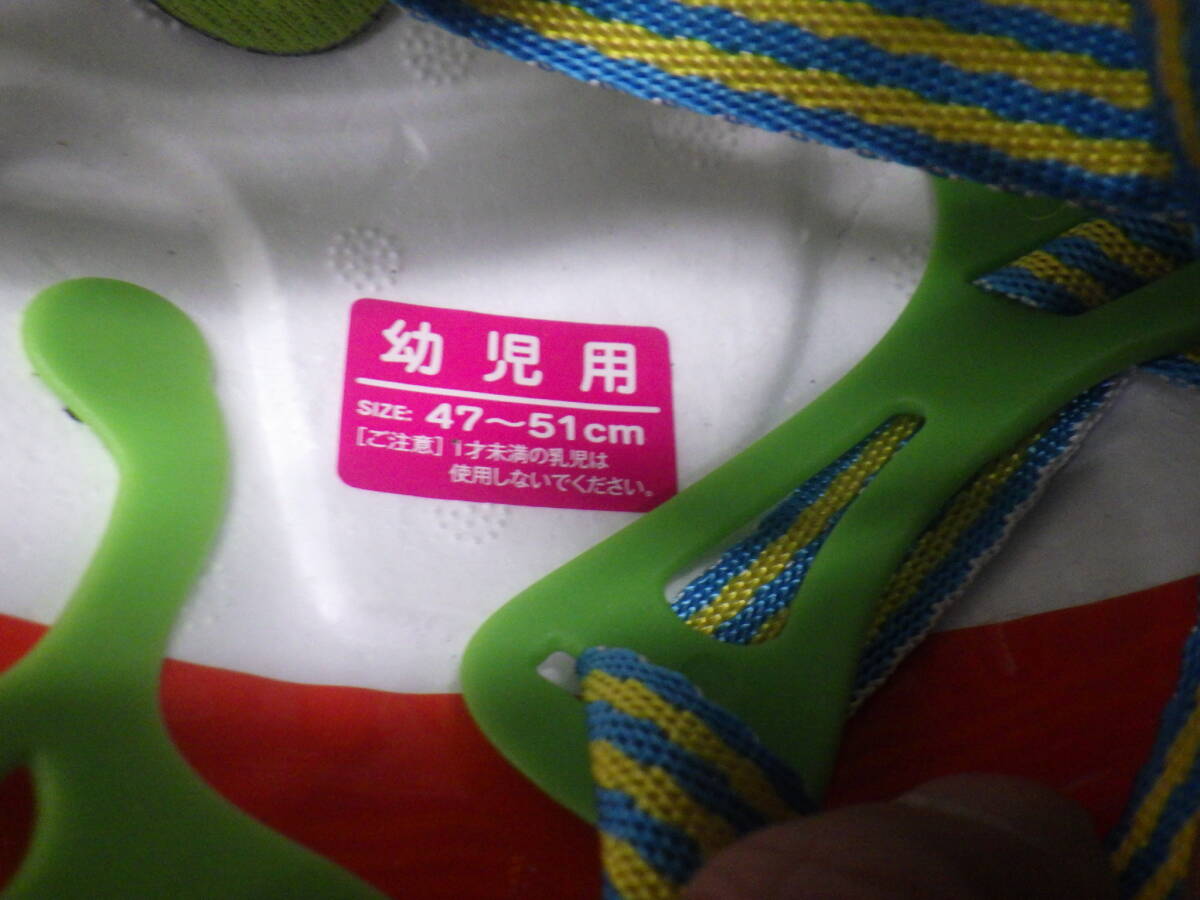 幼児用
SIZE: 47～51cm
［ご注意］1才未満の乳児は
使用しないでください。